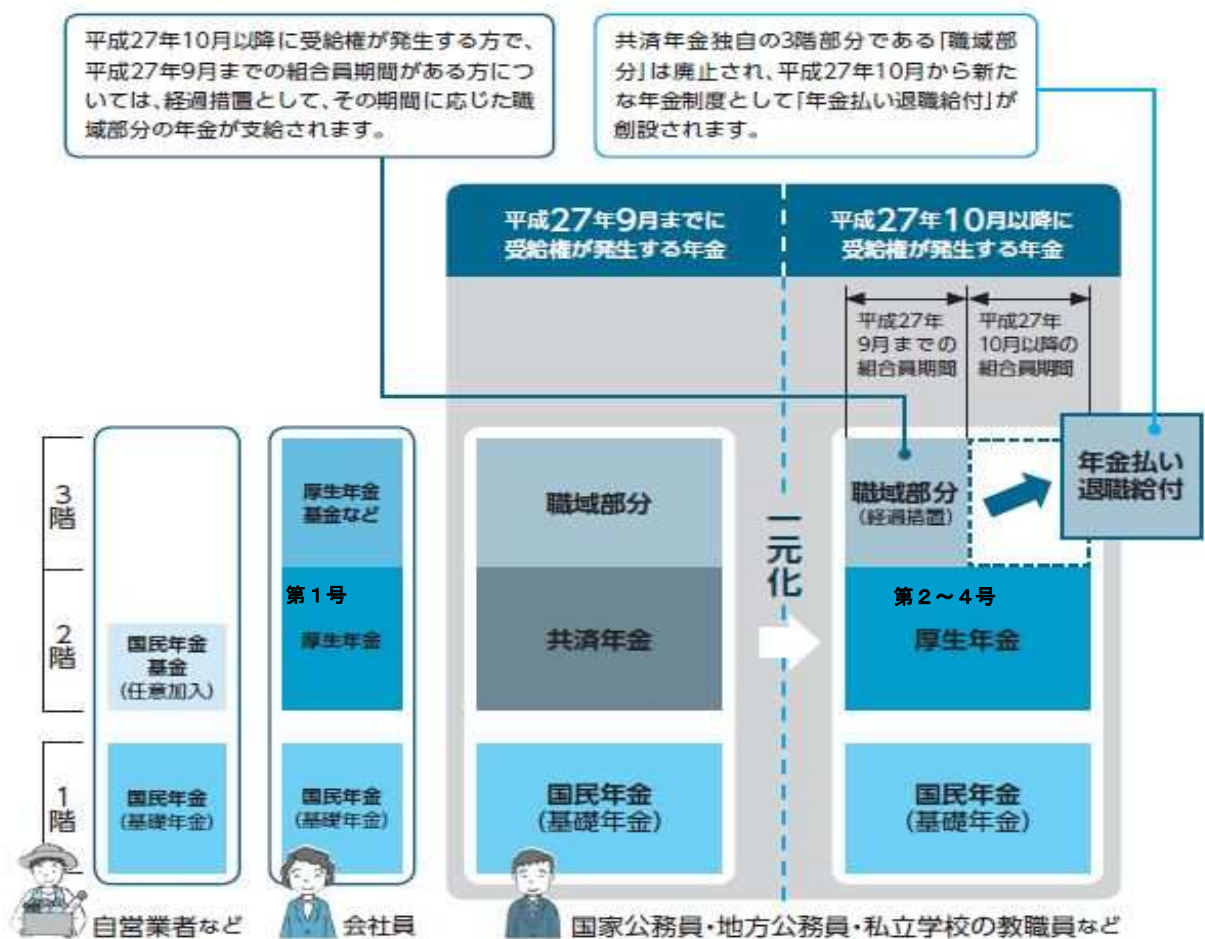 平成27年10月以降に受給権が発生する方で、
平成27年9月までの組合員期間がある方につ
いては、経過措置として、その期間に応じた職
域部分の年金が支給されます。
共済年金独自の3階部分である「職域部
分」は廃止され、平成27年10月から新た
な年金制度として「年金払い退職給付」が
創設されます。
平成27年9月までに
受給権が発生する年金
平成27年10月以降に
受給権が発生する年金
平成27年
9月までの
組合員期間
平成27年
10月以降の
組合員期間
3階
厚生年金
基金など
職域部分
職域部分
(経過措置)
年金払い
退職給付
一元化
2階
国民年金
基金
(任意加入)
第1号
厚生年金
共済年金
第2～4号
厚生年金
1階
国民年金
(基礎年金)
国民年金
(基礎年金)
国民年金
(基礎年金)
国民年金
(基礎年金)
自営業者など
会社員
国家公務員・地方公務員・私立学校の教職員など